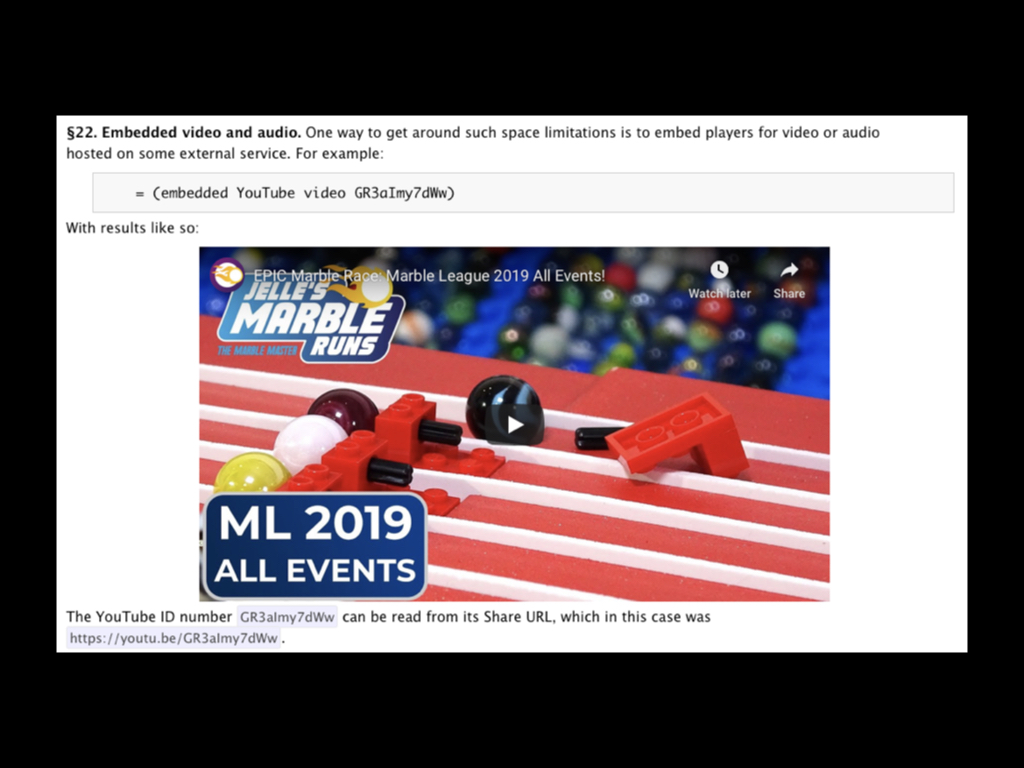 §22. Embedded video and audio. One way to get around such space limitations is to embed players for video or audio
hosted on some external service. For example:
= (embedded YouTube video GR3aImy7dWw)
With results like so:
EPIC Marble Race: Marble League 2019 All Events!
Watch later
Share
JELLE'S
MARBLE
THE MARBLE MASTER
RUNS
ML 2019
ALL EVENTS
The YouTube ID number GR3aImy7dWw can be read from its Share URL, which in this case was
https://youtu.be/GR3aImy7dWw .